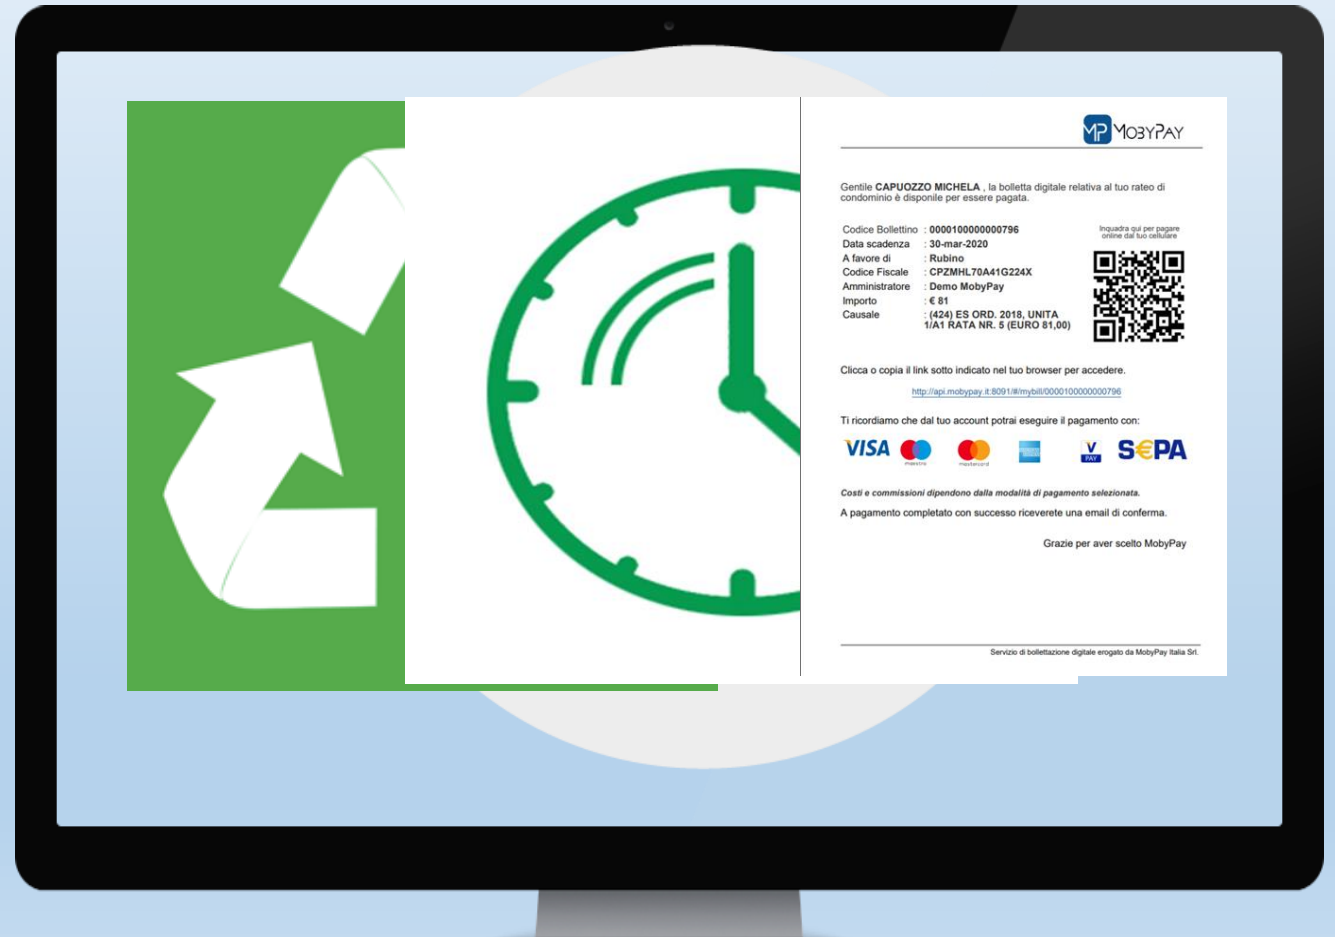 MP MOBYPAY
Gentile CAPUOZZO MICHELA , la bolletta digitale relativa al tuo rateo di
condominio è disponile per essere pagata.
Codice Bollettino : 0000100000000796
Data scadenza : 30-mar-2020
A favore di : Rubino
Codice Fiscale : CPZMHL70A41G224X
Amministratore : Demo MobyPay
Importo : € 81
Causale : (424) ES ORD. 2018, UNITA
1/A1 RATA NR. 5 (EURO 81,00)
Inquadra qui per pagare
online dal tuo cellulare
Clicca o copia il link sotto indicato nel tuo browser per accedere.
http://api.mobypay.it:8091/#/mybill/0000100000000796
Ti ricordiamo che dal tuo account potrai eseguire il pagamento con:
VISA maestro mastercard V PAY S€PA
Costi e commissioni dipendono dalla modalità di pagamento selezionata.
A pagamento completato con successo riceverete una email di conferma.
Grazie per aver scelto MobyPay
Servizio di bollettazione digitale erogato da MobyPay Italia Srl.